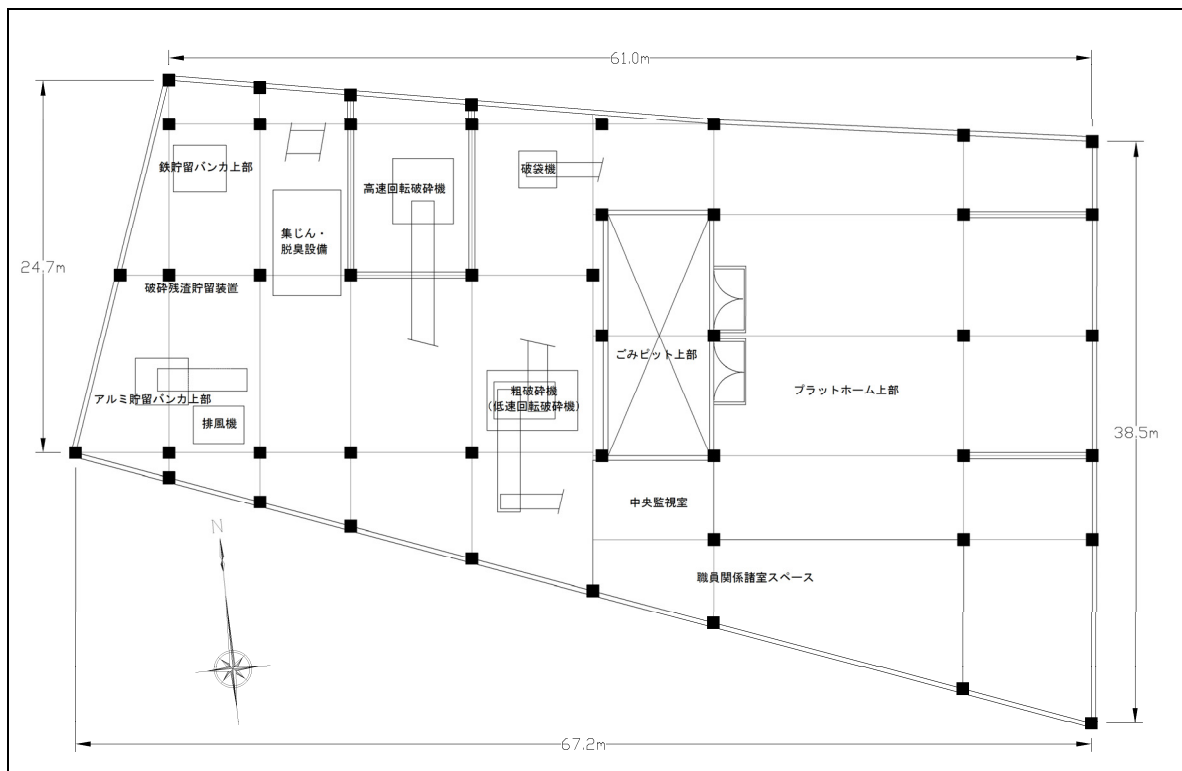 61.0m
鉄貯留バンカ上部
高速回転破砕機
破袋機
集じん・
脱臭設備
24.7m
破砕残渣貯留装置
ごみピット上部
アルミ貯留バンカ上部
粗破砕機
(低速回転破砕機)
プラットホーム上部
排風機
38.5m
中央監視室
N
職員関係諸室スペース
67.2m